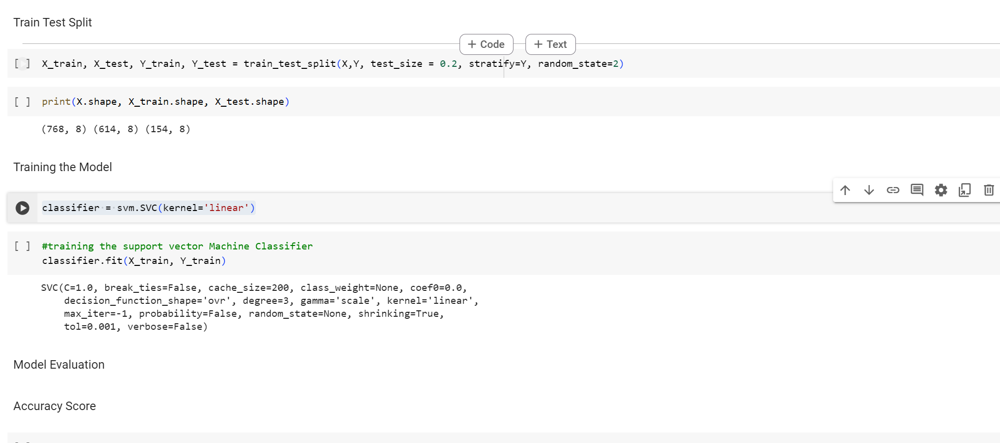 Train Test Split
+ Code + Text
[ ] X_train, X_test, Y_train, Y_test = train_test_split(X,Y, test_size = 0.2, stratify=Y, random_state=2)
[ ] print(X.shape, X_train.shape, X_test.shape)
(768, 8) (614, 8) (154, 8)
Training the Model
classifier = svm.SVC(kernel='linear')
[ ] #training the support vector Machine Classifier
classifier.fit(X_train, Y_train)
SVC(C=1.0, break_ties=False, cache_size=200, class_weight=None, coef0=0.0,
decision_function_shape='ovr', degree=3, gamma='scale', kernel='linear',
max_iter=-1, probability=False, random_state=None, shrinking=True,
tol=0.001, verbose=False)
Model Evaluation
Accuracy Score